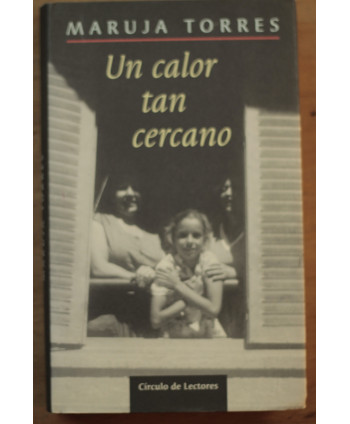 MARUJA TORRES
Un calor
tan
cercano
Círculo de Lectores